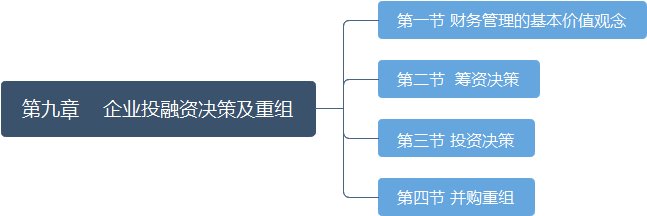 第九章 企业投融资决策及重组
第一节 财务管理的基本价值观念
第二节 筹资决策
第三节 投资决策
第四节 并购重组